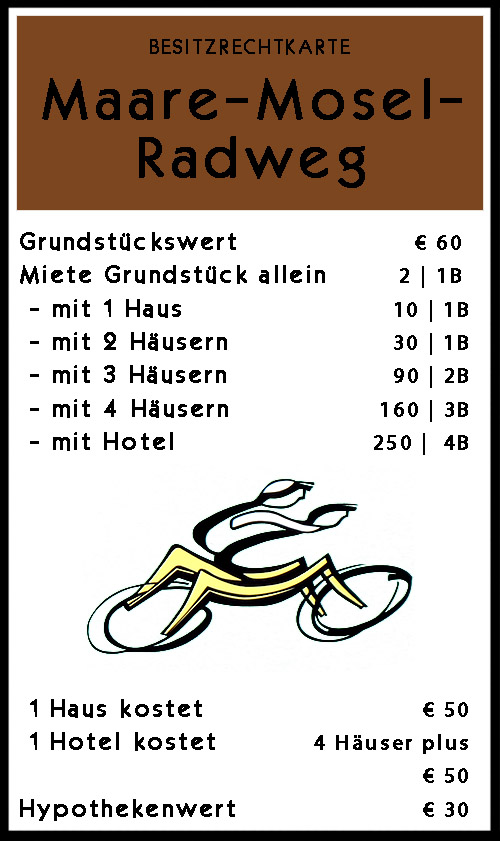 BESITZRECHTKARTE
Maare-Mosel-
Radweg
Grundstückswert € 60
Miete Grundstück allein 2 | 1B
- mit 1 Haus 10 | 1B
- mit 2 Häusern 30 | 1B
- mit 3 Häusern 90 | 2B
- mit 4 Häusern 160 | 3B
- mit Hotel 250 | 4B
1 Haus kostet € 50
1 Hotel kostet 4 Häuser plus
€ 50
Hypothekenwert € 30